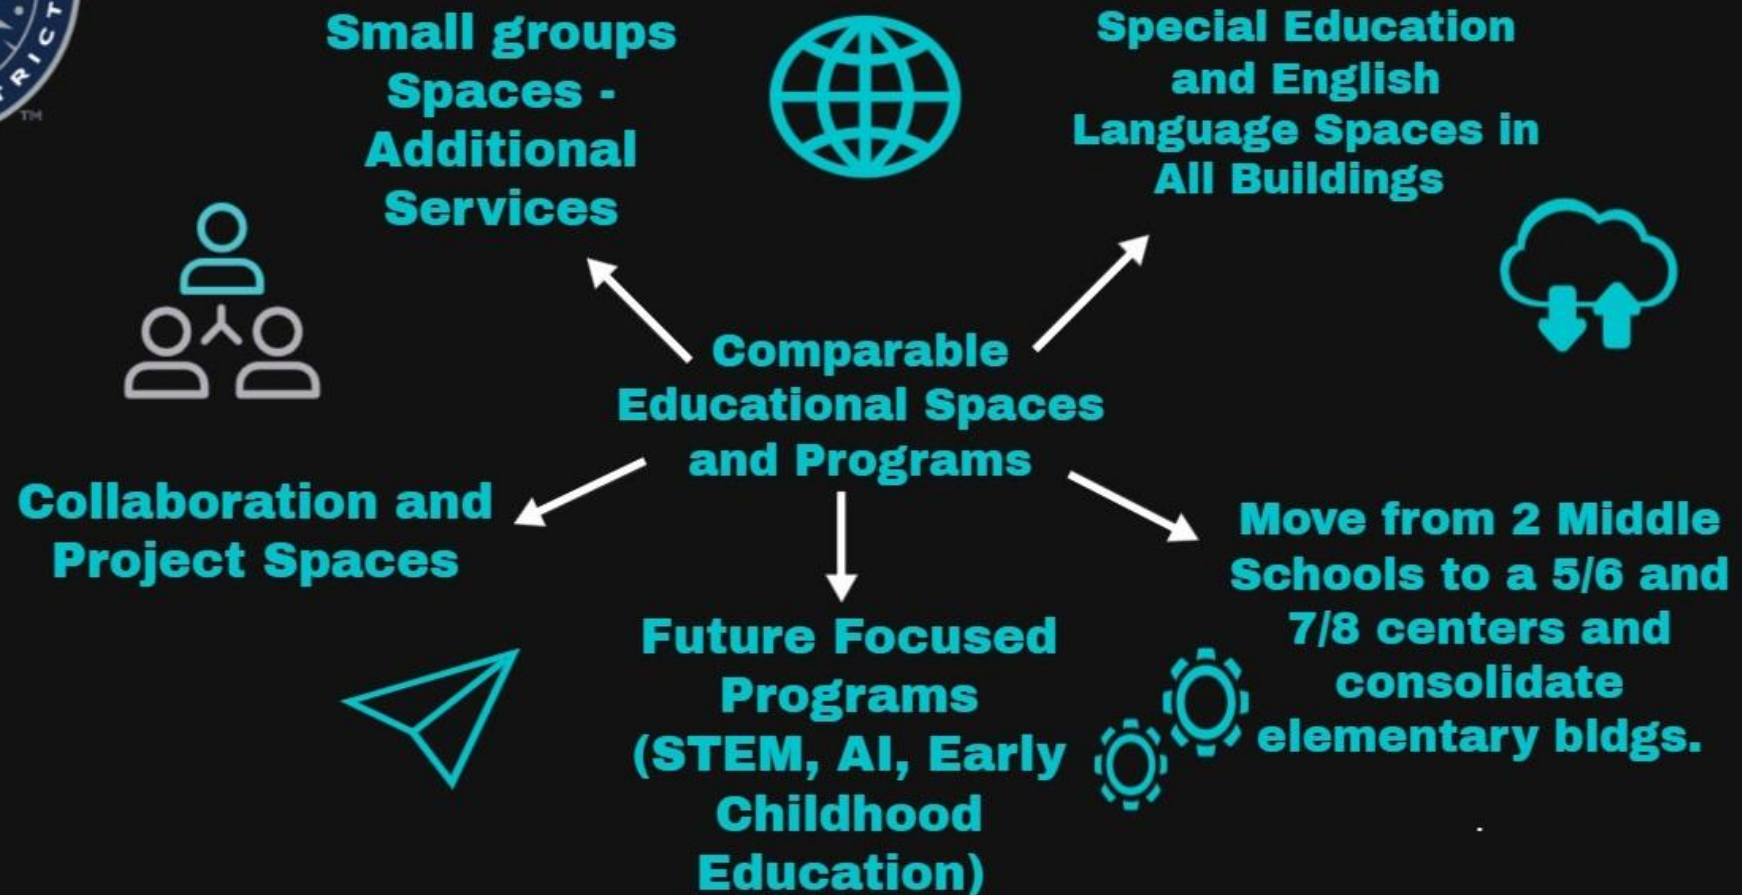 TRICT
TM
Small groups
Spaces -
Additional
Services
Special Education
and English
Language Spaces in
All Buildings
Comparable
Educational Spaces
and Programs
Collaboration and
Project Spaces
Move from 2 Middle
Schools to a 5/6 and
7/8 centers and
consolidate
elementary bldgs.
Future Focused
Programs
(STEM, AI, Early
Childhood
Education)